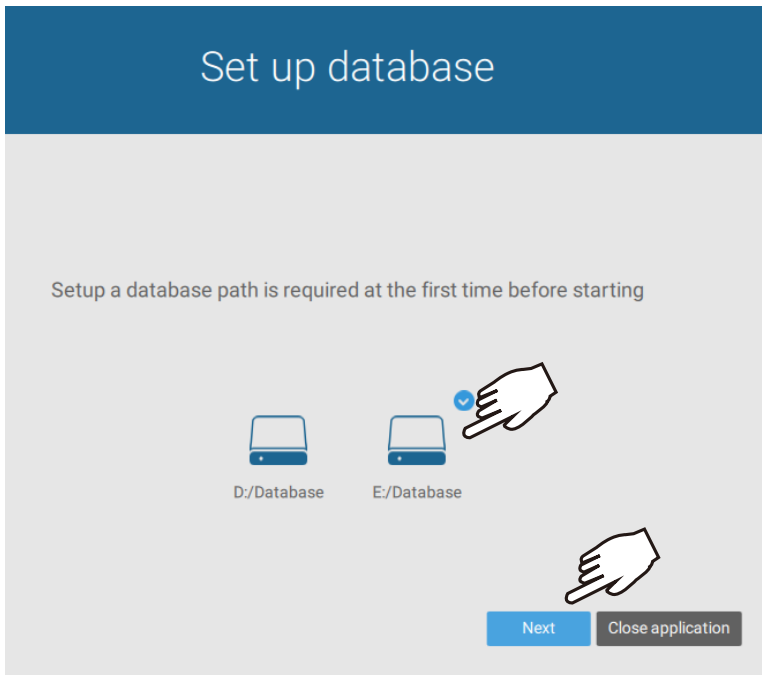 Set up database
Setup a database path is required at the first time before starting
D:/Database E:/Database
Next Close application